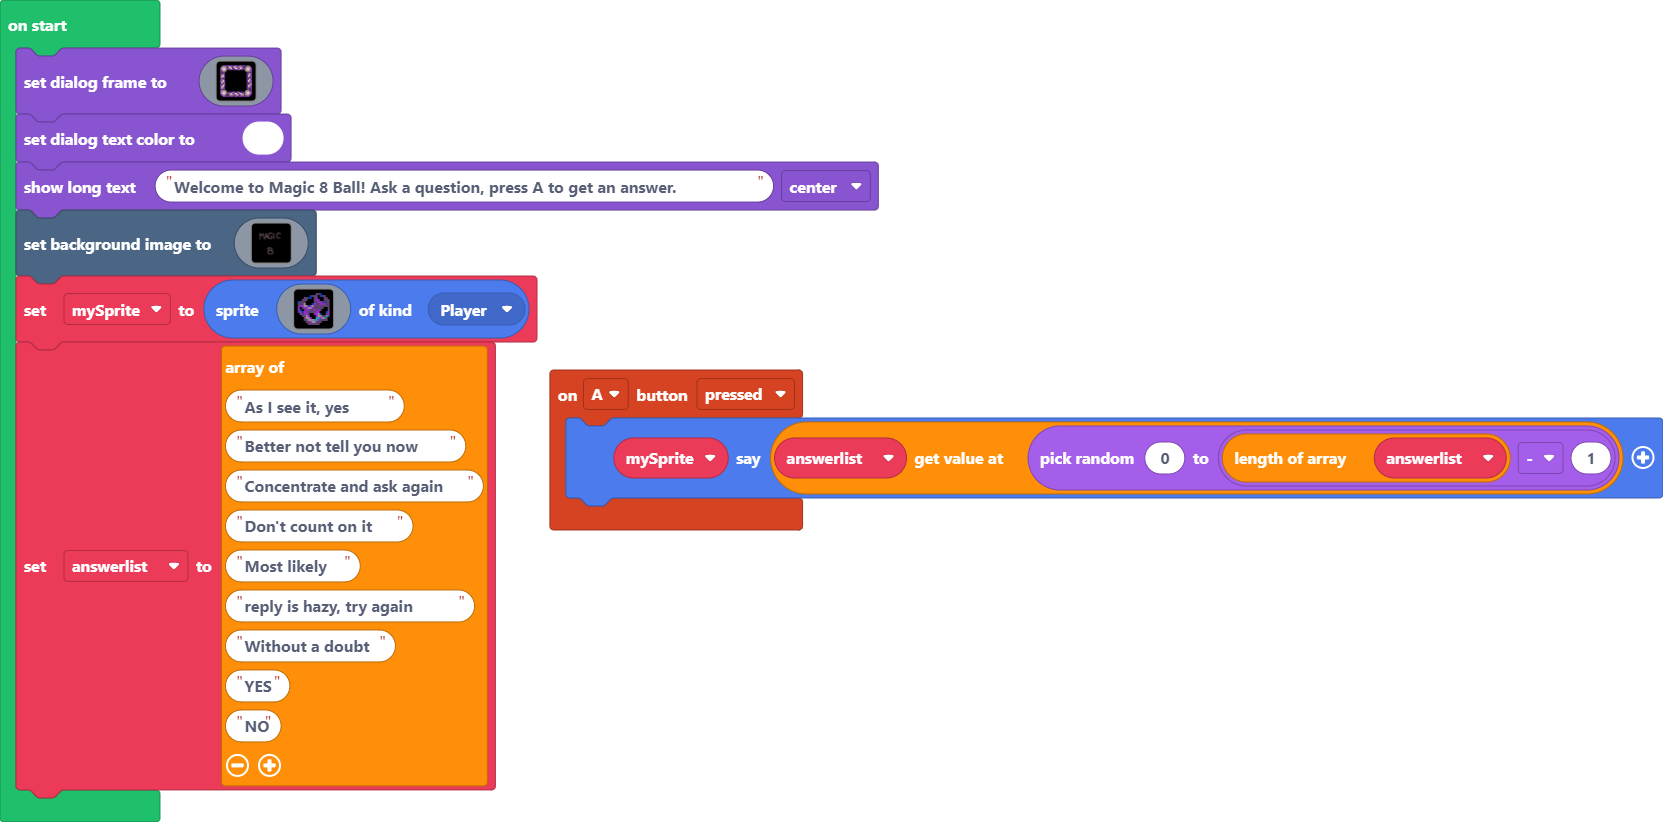 on start
set dialog frame to
set dialog text color to
show long text "Welcome to Magic 8 Ball! Ask a question, press A to get an answer." center
set background image to MAGIC 8
set mySprite to sprite of kind Player
set answerlist to array of
"As I see it, yes"
"Better not tell you now"
"Concentrate and ask again"
"Don't count on it"
"Most likely"
"reply is hazy, try again"
"Without a doubt"
"YES"
"NO"
on A button pressed
mySprite say answerlist get value at pick random 0 to length of array answerlist - 1